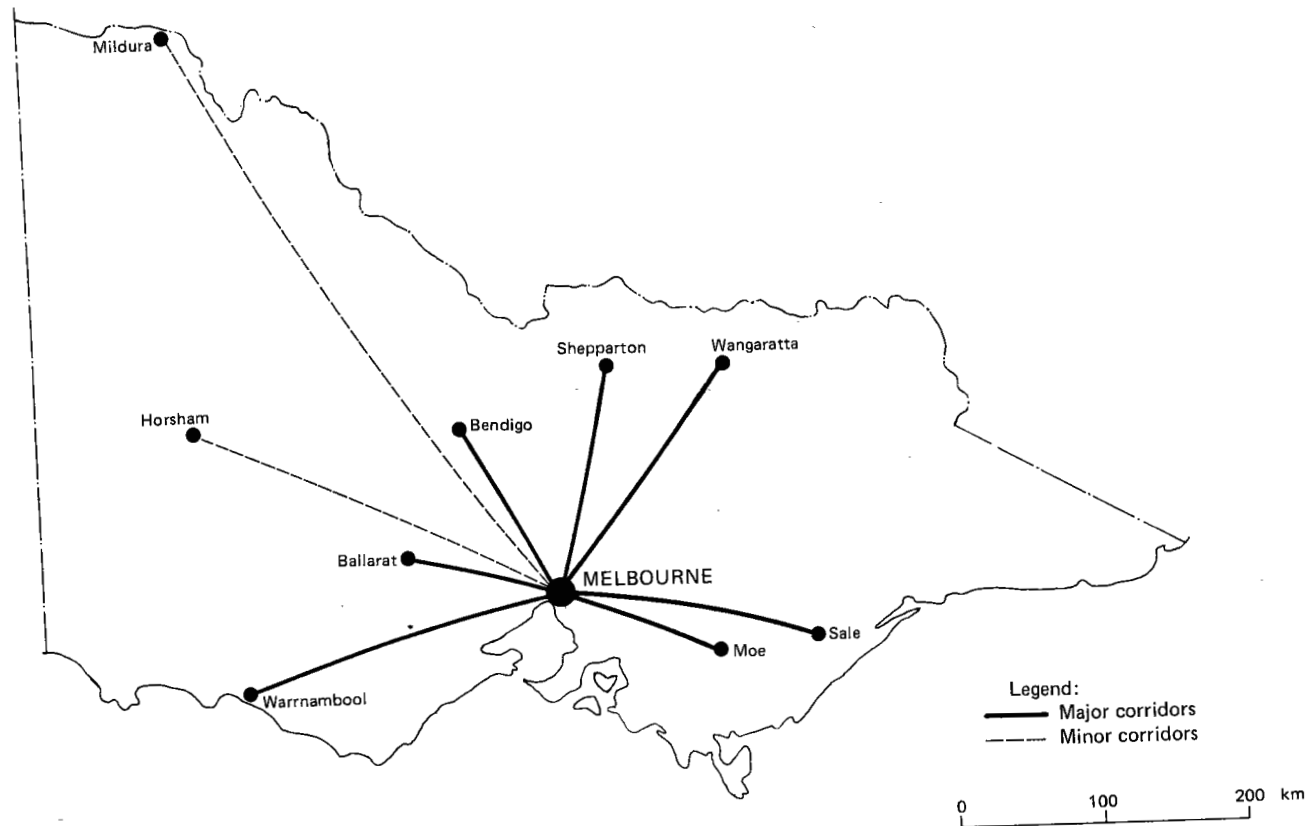 Mildura
Shepparton
Wangaratta
Horsham
Bendigo
Ballarat
MELBOURNE
Sale
Moe
Warrnambool
Legend:
Major corridors
Minor corridors
0 100 200 km